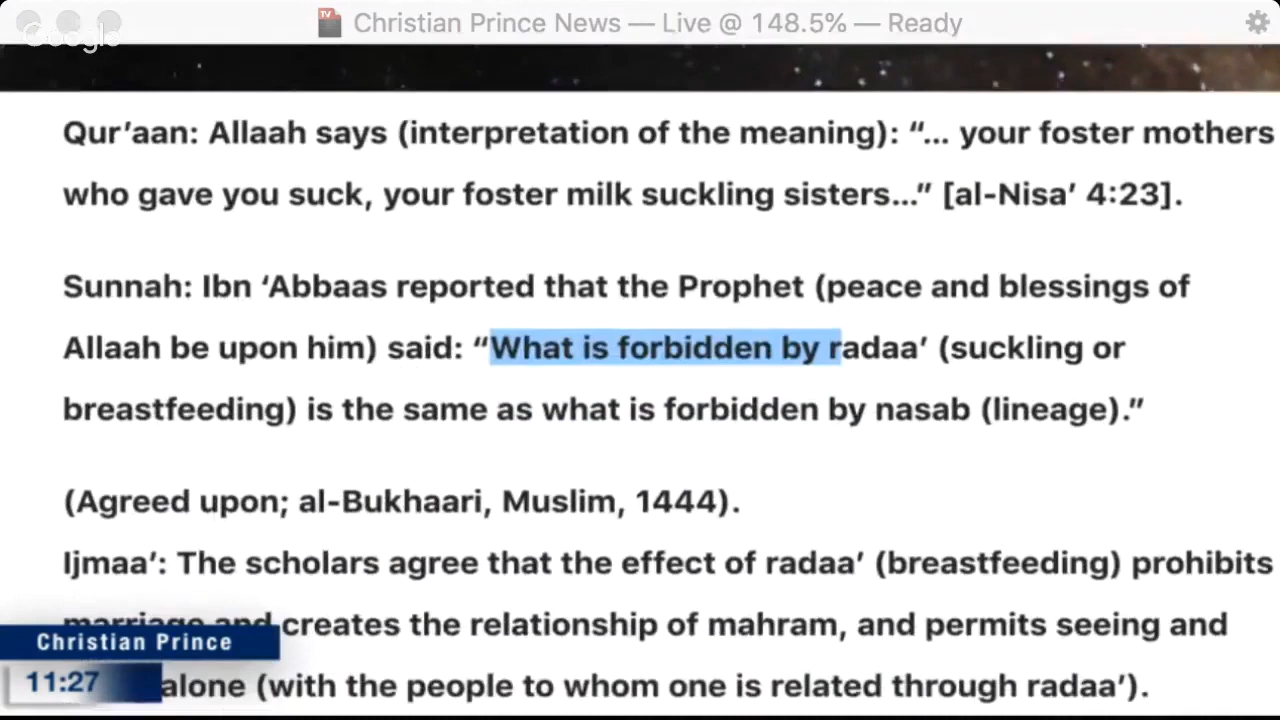 Christian Prince News — Live @ 148.5% — Ready
Google
Qur’aan: Allaah says (interpretation of the meaning): “... your foster mothers
who gave you suck, your foster milk suckling sisters...” [al-Nisa’ 4:23].
Sunnah: Ibn ‘Abbaas reported that the Prophet (peace and blessings of
Allaah be upon him) said: “What is forbidden by radaa’ (suckling or
breastfeeding) is the same as what is forbidden by nasab (lineage).”
(Agreed upon; al-Bukhaari, Muslim, 1444).
Ijmaa’: The scholars agree that the effect of radaa’ (breastfeeding) prohibits
marriage and creates the relationship of mahram, and permits seeing and
alone (with the people to whom one is related through radaa’).
Christian Prince
11:27